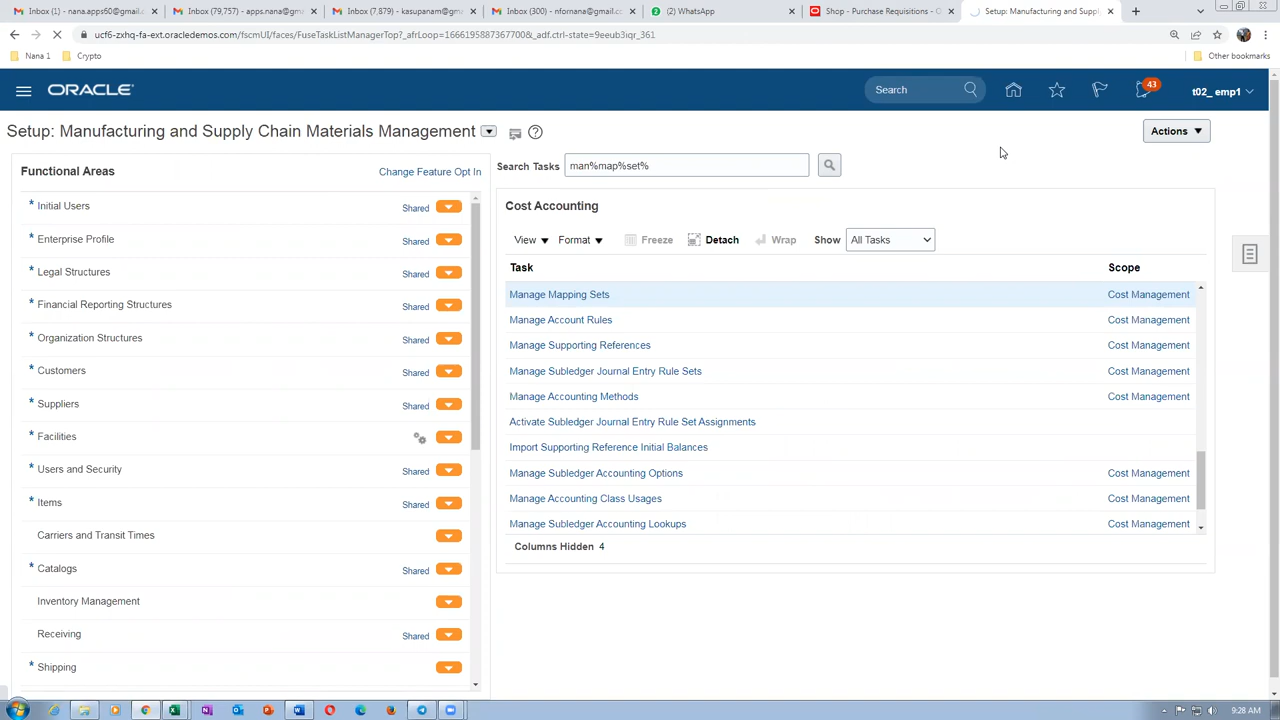 Inbox (1) - nana.apps60@gmail.c
Inbox (79,757) - apps.nana@gma
Inbox (7,879) - kasupanam@gma
Inbox (300) - nfornana@gmail.co
(2) WhatsApp
Shop - Purchase Requisitions - O
Setup: Manufacturing and Supply
ucf6-zxhq-fa-ext.oracledemos.com/fscmUI/faces/FuseTaskListManagerTop?_afrLoop=16661958873677008_adf.ctrl-state=9eeub3iqr_361
Nana 1
Crypto
Other bookmarks
ORACLE
Search
43
t02_ emp1
Setup: Manufacturing and Supply Chain Materials Management
Actions
Functional Areas
Change Feature Opt In
Search Tasks
man%map%set%
* Initial Users
Shared
* Enterprise Profile
Shared
* Legal Structures
Shared
* Financial Reporting Structures
Shared
* Organization Structures
Shared
* Customers
Shared
* Suppliers
Shared
* Facilities
* Users and Security
Shared
* Items
Shared
Carriers and Transit Times
* Catalogs
Shared
Inventory Management
Receiving
Shared
* Shipping
Cost Accounting
View
Format
Freeze
Detach
Wrap
Show
All Tasks
Task
Scope
Manage Mapping Sets
Cost Management
Manage Account Rules
Cost Management
Manage Supporting References
Cost Management
Manage Subledger Journal Entry Rule Sets
Cost Management
Manage Accounting Methods
Cost Management
Activate Subledger Journal Entry Rule Set Assignments
Import Supporting Reference Initial Balances
Manage Subledger Accounting Options
Cost Management
Manage Accounting Class Usages
Cost Management
Manage Subledger Accounting Lookups
Cost Management
Columns Hidden 4
9:28 AM